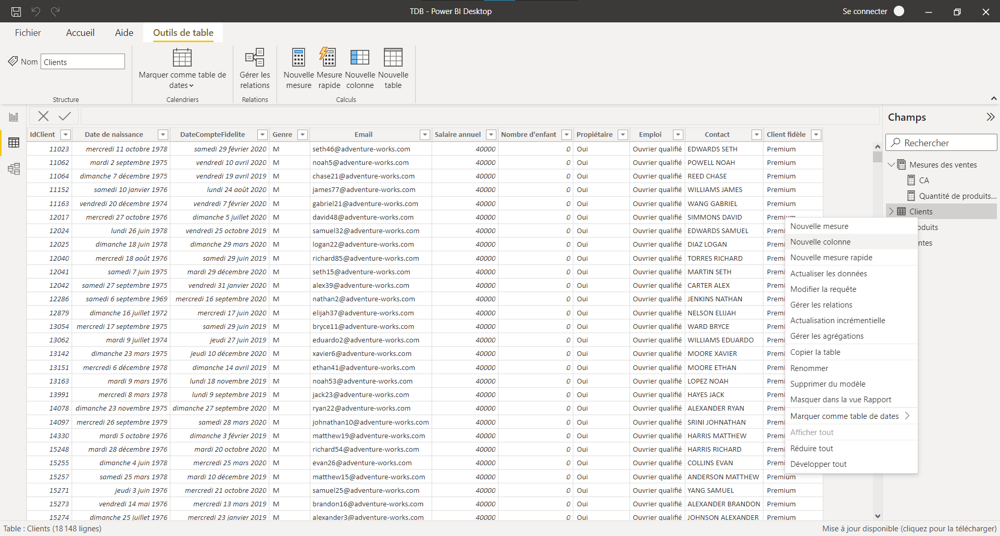 TDB - Power BI Desktop
Se connecter
Fichier Accueil Aide Outils de table
Nom Clients
Marquer comme table de dates
Gérer les relations
Nouvelle mesure
Mesure rapide
Nouvelle colonne
Nouvelle table
Structure Calendriers Relations Calculs
IdClient Date de naissance DateCompteFidelite Genre Email Salaire annuel Nombre d'enfant Propiétaire Emploi Contact Client fidèle
11023 mercredi 11 octobre 1978 samedi 29 février 2020 M seth46@adventure-works.com 40000 0 Oui Ouvrier qualifié EDWARDS SETH Premium
11062 mardi 2 septembre 1975 vendredi 10 avril 2020 M noah5@adventure-works.com 40000 0 Oui Ouvrier qualifié POWELL NOAH Premium
11064 dimanche 7 décembre 1975 vendredi 19 avril 2019 M chase21@adventure-works.com 40000 0 Oui Ouvrier qualifié REED CHASE Premium
11152 samedi 10 janvier 1976 lundi 24 août 2020 M james77@adventure-works.com 40000 0 Oui Ouvrier qualifié WILLIAMS JAMES Premium
11163 vendredi 20 décembre 1974 vendredi 7 février 2020 M gabriel21@adventure-works.com 40000 0 Oui Ouvrier qualifié WANG GABRIEL Premium
12017 mercredi 27 octobre 1976 dimanche 5 juillet 2020 M david48@adventure-works.com 40000 0 Oui Ouvrier qualifié SIMMONS DAVID Premium
12024 lundi 26 juin 1978 vendredi 25 octobre 2019 M samuel32@adventure-works.com 40000 0 Oui Ouvrier qualifié EDWARDS SAMUEL Premi
12025 dimanche 18 juin 1978 dimanche 29 mars 2020 M logan22@adventure-works.com 40000 0 Oui Ouvrier qualifié DIAZ LOGAN Premi
12040 mercredi 18 août 1976 samedi 29 juin 2019 M richard85@adventure-works.com 40000 0 Oui Ouvrier qualifié TORRES RICHARD Premi
12041 samedi 7 juin 1975 mardi 29 décembre 2020 M seth15@adventure-works.com 40000 0 Oui Ouvrier qualifié MARTIN SETH Premi
12042 samedi 27 septembre 1975 vendredi 31 janvier 2020 M alex39@adventure-works.com 40000 0 Oui Ouvrier qualifié CARTER ALEX Premi
12286 samedi 6 septembre 1969 mercredi 16 septembre 2020 M nathan2@adventure-works.com 40000 0 Oui Ouvrier qualifié JENKINS NATHAN Premi
12879 dimanche 16 juillet 1972 mercredi 17 juin 2020 M elijah37@adventure-works.com 40000 0 Oui Ouvrier qualifié NELSON ELIJAH Premi
13054 mercredi 17 septembre 1975 samedi 29 juin 2019 M bryce11@adventure-works.com 40000 0 Oui Ouvrier qualifié WARD BRYCE Premi
13062 mardi 9 juillet 1974 jeudi 27 juin 2019 M eduardo2@adventure-works.com 40000 0 Oui Ouvrier qualifié WILLIAMS EDUARDO Premi
13142 dimanche 23 mars 1975 jeudi 10 décembre 2020 M xavier6@adventure-works.com 40000 0 Oui Ouvrier qualifié MOORE XAVIER Premi
13151 mercredi 6 décembre 1978 dimanche 14 avril 2019 M ethan41@adventure-works.com 40000 0 Oui Ouvrier qualifié MOORE ETHAN Premi
13163 mardi 9 mars 1976 lundi 18 novembre 2019 M noah53@adventure-works.com 40000 0 Oui Ouvrier qualifié LOPEZ NOAH Premi
13991 mercredi 8 mars 1978 lundi 9 septembre 2019 M jack23@adventure-works.com 40000 0 Oui Ouvrier qualifié HAYES JACK Premi
14078 dimanche 23 novembre 1975 dimanche 27 septembre 2020 M ryan22@adventure-works.com 40000 0 Oui Ouvrier qualifié ALEXANDER RYAN Premi
14097 mercredi 26 septembre 1979 samedi 28 mars 2020 M johnathan10@adventure-works.com 40000 0 Oui Ouvrier qualifié SRINI JOHNATHAN Premi
14330 mardi 5 octobre 1976 dimanche 3 février 2019 M matthew19@adventure-works.com 40000 0 Oui Ouvrier qualifié HARRIS MATTHEW Premi
15248 mardi 28 décembre 1976 mardi 20 octobre 2020 M richard54@adventure-works.com 40000 0 Oui Ouvrier qualifié HARRIS RICHARD Premi
15255 dimanche 4 juin 1978 mercredi 25 mars 2020 M evan26@adventure-works.com 40000 0 Oui Ouvrier qualifié COLLINS EVAN Premi
15257 samedi 25 mars 1978 mardi 10 décembre 2019 M matthew15@adventure-works.com 40000 0 Oui Ouvrier qualifié ANDERSON MATTHEW Premium
15271 jeudi 3 juin 1976 mercredi 21 octobre 2020 M samuel25@adventure-works.com 40000 0 Oui Ouvrier qualifié YANG SAMUEL Premium
15273 vendredi 14 mai 1976 mercredi 13 mars 2019 M brandon16@adventure-works.com 40000 0 Oui Ouvrier qualifié ALEXANDER BRANDON Premium
15274 dimanche 25 juillet 1976 mercredi 23 janvier 2019 M alexander3@adventure-works.com 40000 0 Oui Ouvrier qualifié JOHNSON ALEXANDER Premium
Champs
Rechercher
Mesures des ventes
CA
Quantité de produits...
Clients
oduits
ntes
Nouvelle mesure
Nouvelle colonne
Nouvelle mesure rapide
Actualiser les données
Modifier la requête
Gérer les relations
Actualisation incrémentielle
Gérer les agrégations
Copier la table
Renommer
Supprimer du modèle
Masquer dans la vue Rapport
Marquer comme table de dates
Afficher tout
Réduire tout
Développer tout
Table : Clients (18 148 lignes)
Mise à jour disponible (cliquez pour la télécharger)